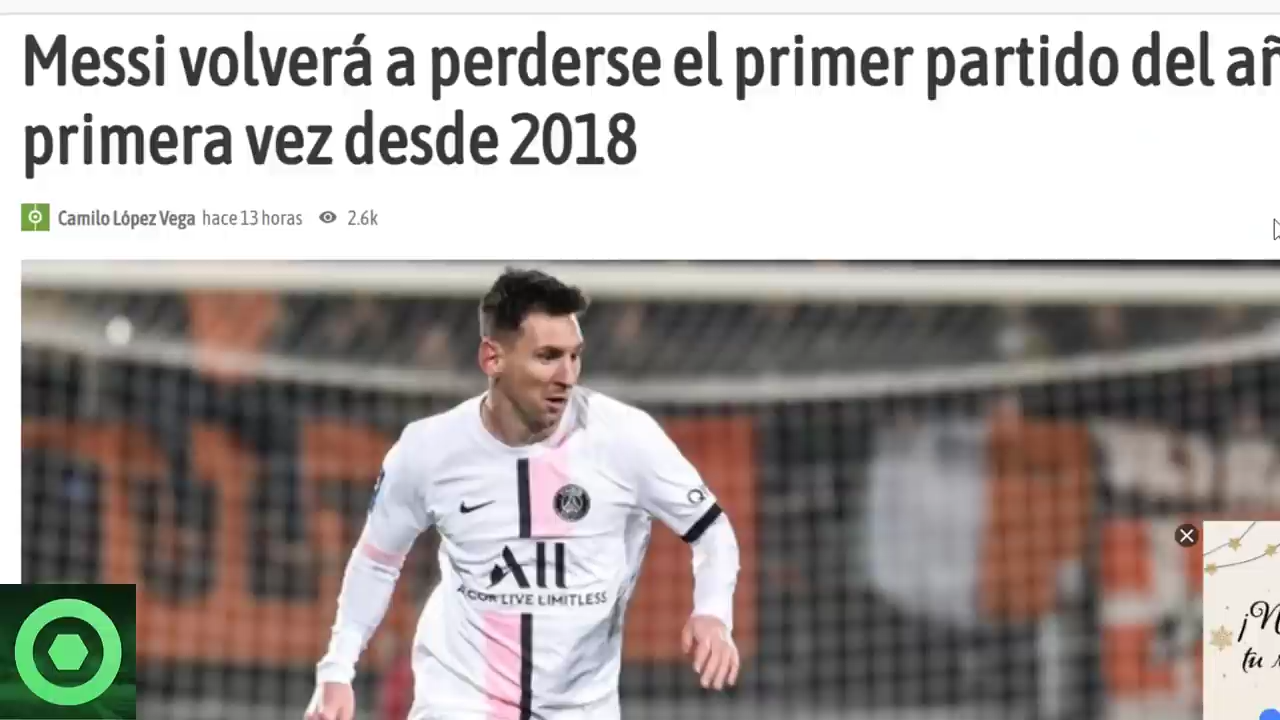 Messi volverá a perderse el primer partido del añ
primera vez desde 2018
Camilo López Vega hace 13 horas 2.6k
All
ACCOR LIVE LIMITLESS
¡N
tu